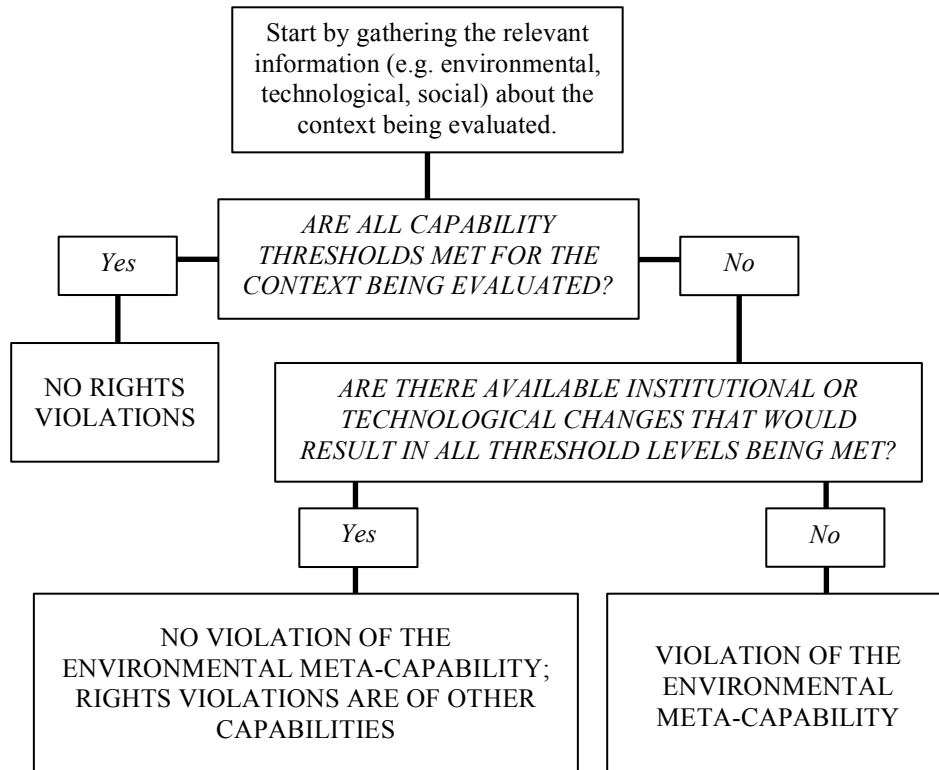 Start by gathering the relevant
information (e.g. environmental,
technological, social) about the
context being evaluated.
ARE ALL CAPABILITY
THRESHOLDS MET FOR THE
CONTEXT BEING EVALUATED?
Yes
No
NO RIGHTS
VIOLATIONS
ARE THERE AVAILABLE INSTITUTIONAL OR
TECHNOLOGICAL CHANGES THAT WOULD
RESULT IN ALL THRESHOLD LEVELS BEING MET?
Yes
No
NO VIOLATION OF THE
ENVIRONMENTAL META-CAPABILITY;
RIGHTS VIOLATIONS ARE OF OTHER
CAPABILITIES
VIOLATION OF THE
ENVIRONMENTAL
META-CAPABILITY